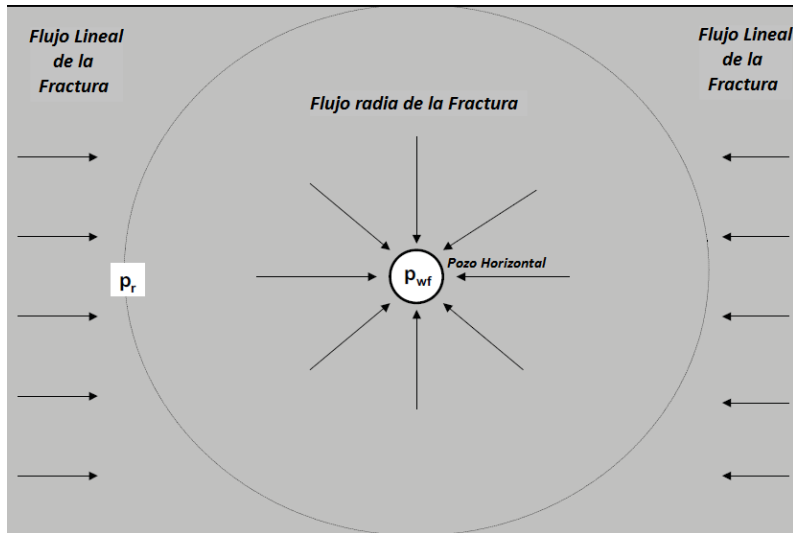 Flujo Lineal
de la
Fractura
Flujo Lineal
de la
Fractura
Flujo radia de la Fractura
Pozo Horizontal
pwf
pr